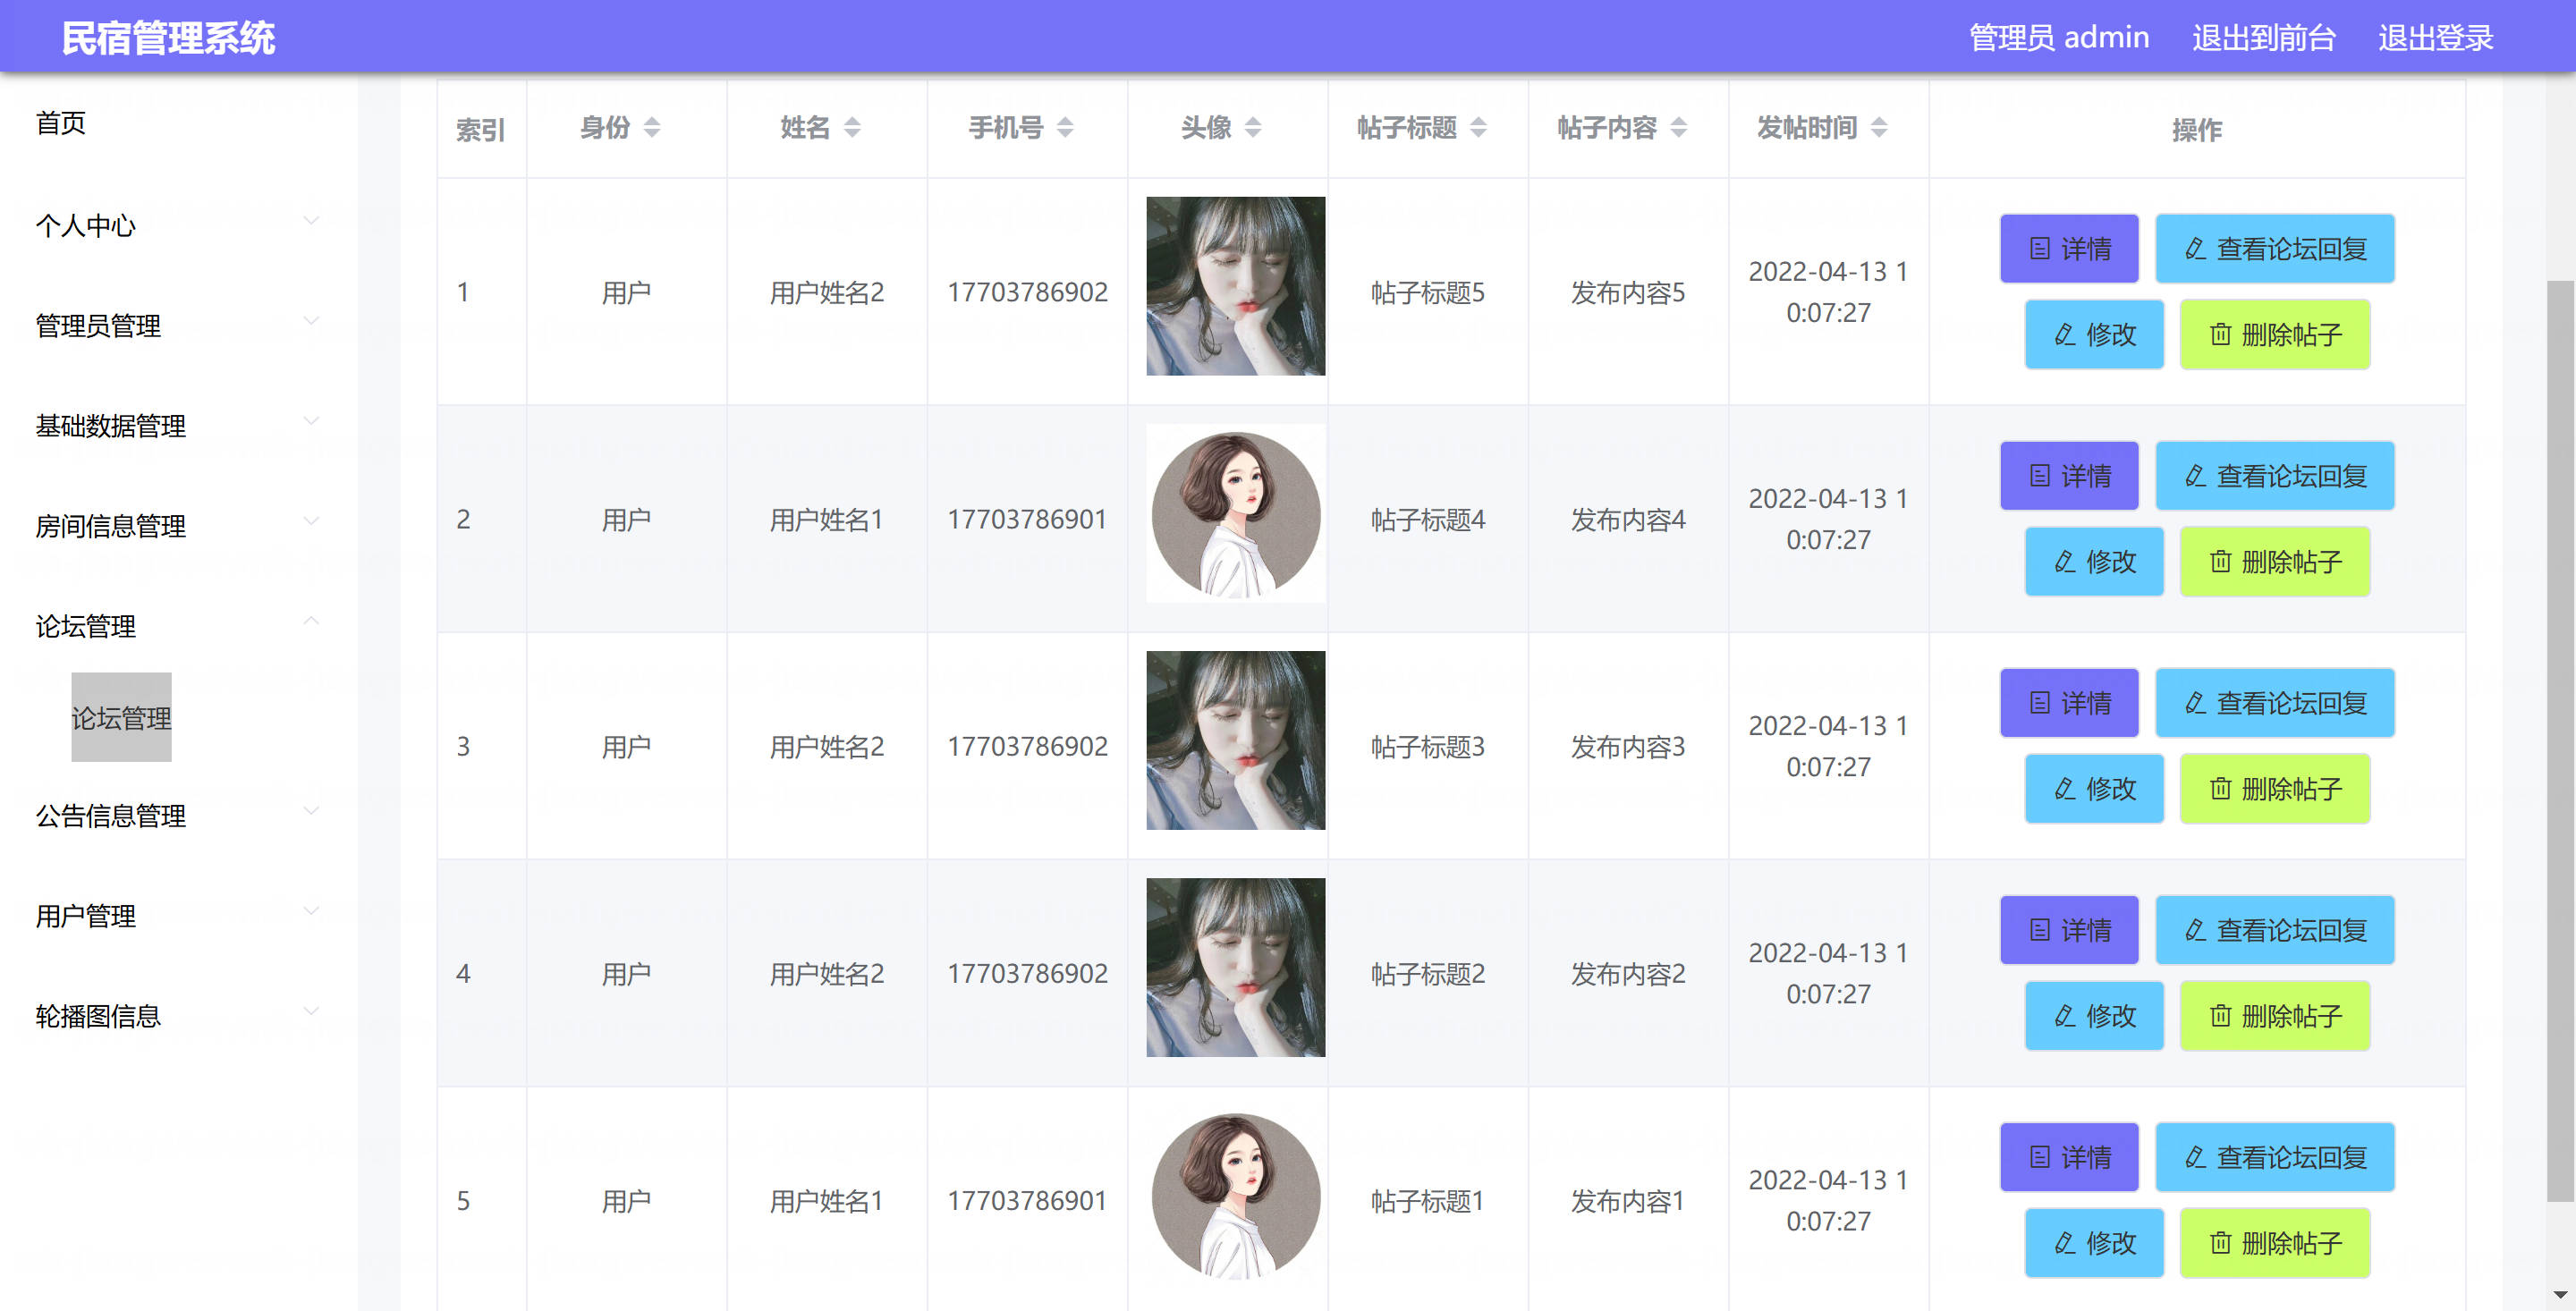 民宿管理系统
管理员 admin 退出到前台 退出登录
首页
个人中心
管理员管理
基础数据管理
房间信息管理
论坛管理
论坛管理
公告信息管理
用户管理
轮播图信息
索引 身份 姓名 手机号 头像 帖子标题 帖子内容 发帖时间 操作
1 用户 用户姓名2 17703786902 帖子标题5 发布内容5 2022-04-13 1
0:07:27
详情 查看论坛回复
修改 删除帖子
2 用户 用户姓名1 17703786901 帖子标题4 发布内容4 2022-04-13 1
0:07:27
详情 查看论坛回复
修改 删除帖子
3 用户 用户姓名2 17703786902 帖子标题3 发布内容3 2022-04-13 1
0:07:27
详情 查看论坛回复
修改 删除帖子
4 用户 用户姓名2 17703786902 帖子标题2 发布内容2 2022-04-13 1
0:07:27
详情 查看论坛回复
修改 删除帖子
5 用户 用户姓名1 17703786901 帖子标题1 发布内容1 2022-04-13 1
0:07:27
详情 查看论坛回复
修改 删除帖子